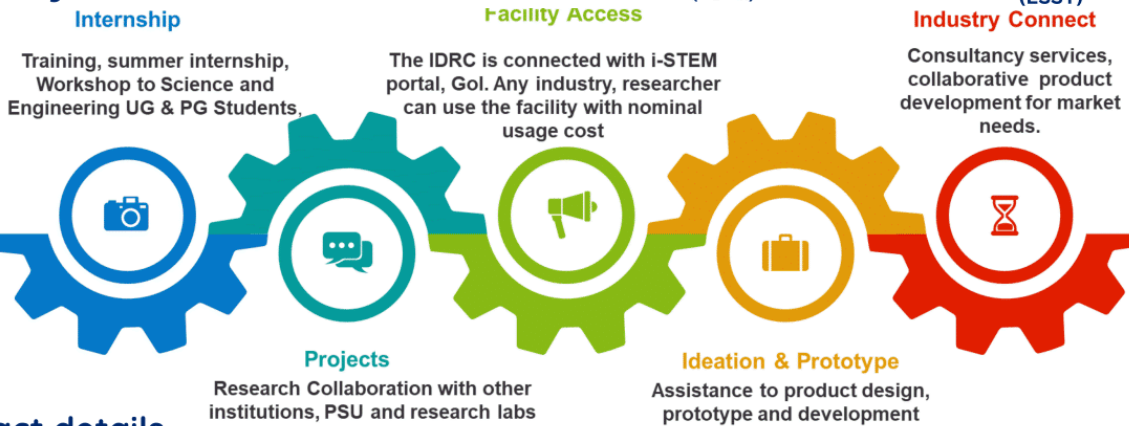 Internship
Training, summer internship,
Workshop to Science and
Engineering UG & PG Students,
Facility Access
The IDRC is connected with i-STEM
portal, GoI. Any industry, researcher
can use the facility with nominal
usage cost
Industry Connect
Consultancy services,
collaborative product
development for market
needs.
Projects
Research Collaboration with other
institutions, PSU and research labs
Ideation & Prototype
Assistance to product design,
prototype and development
details